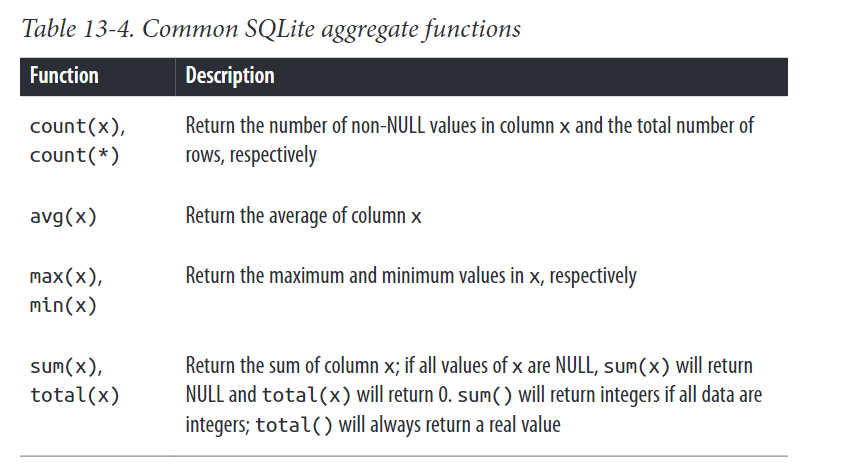 Table 13-4. Common SQLite aggregate functions
Function Description
count(x), Return the number of non-NULL values in column x and the total number of
count(*) rows, respectively
avg(x) Return the average of column x
max(x), Return the maximum and minimum values in x, respectively
min(x)
sum(x), Return the sum of column x; if all values of x are NULL, sum(x) will return
total(x) NULL and total(x) will return 0. sum() will return integers if all data are
integers; total() will always return a real value